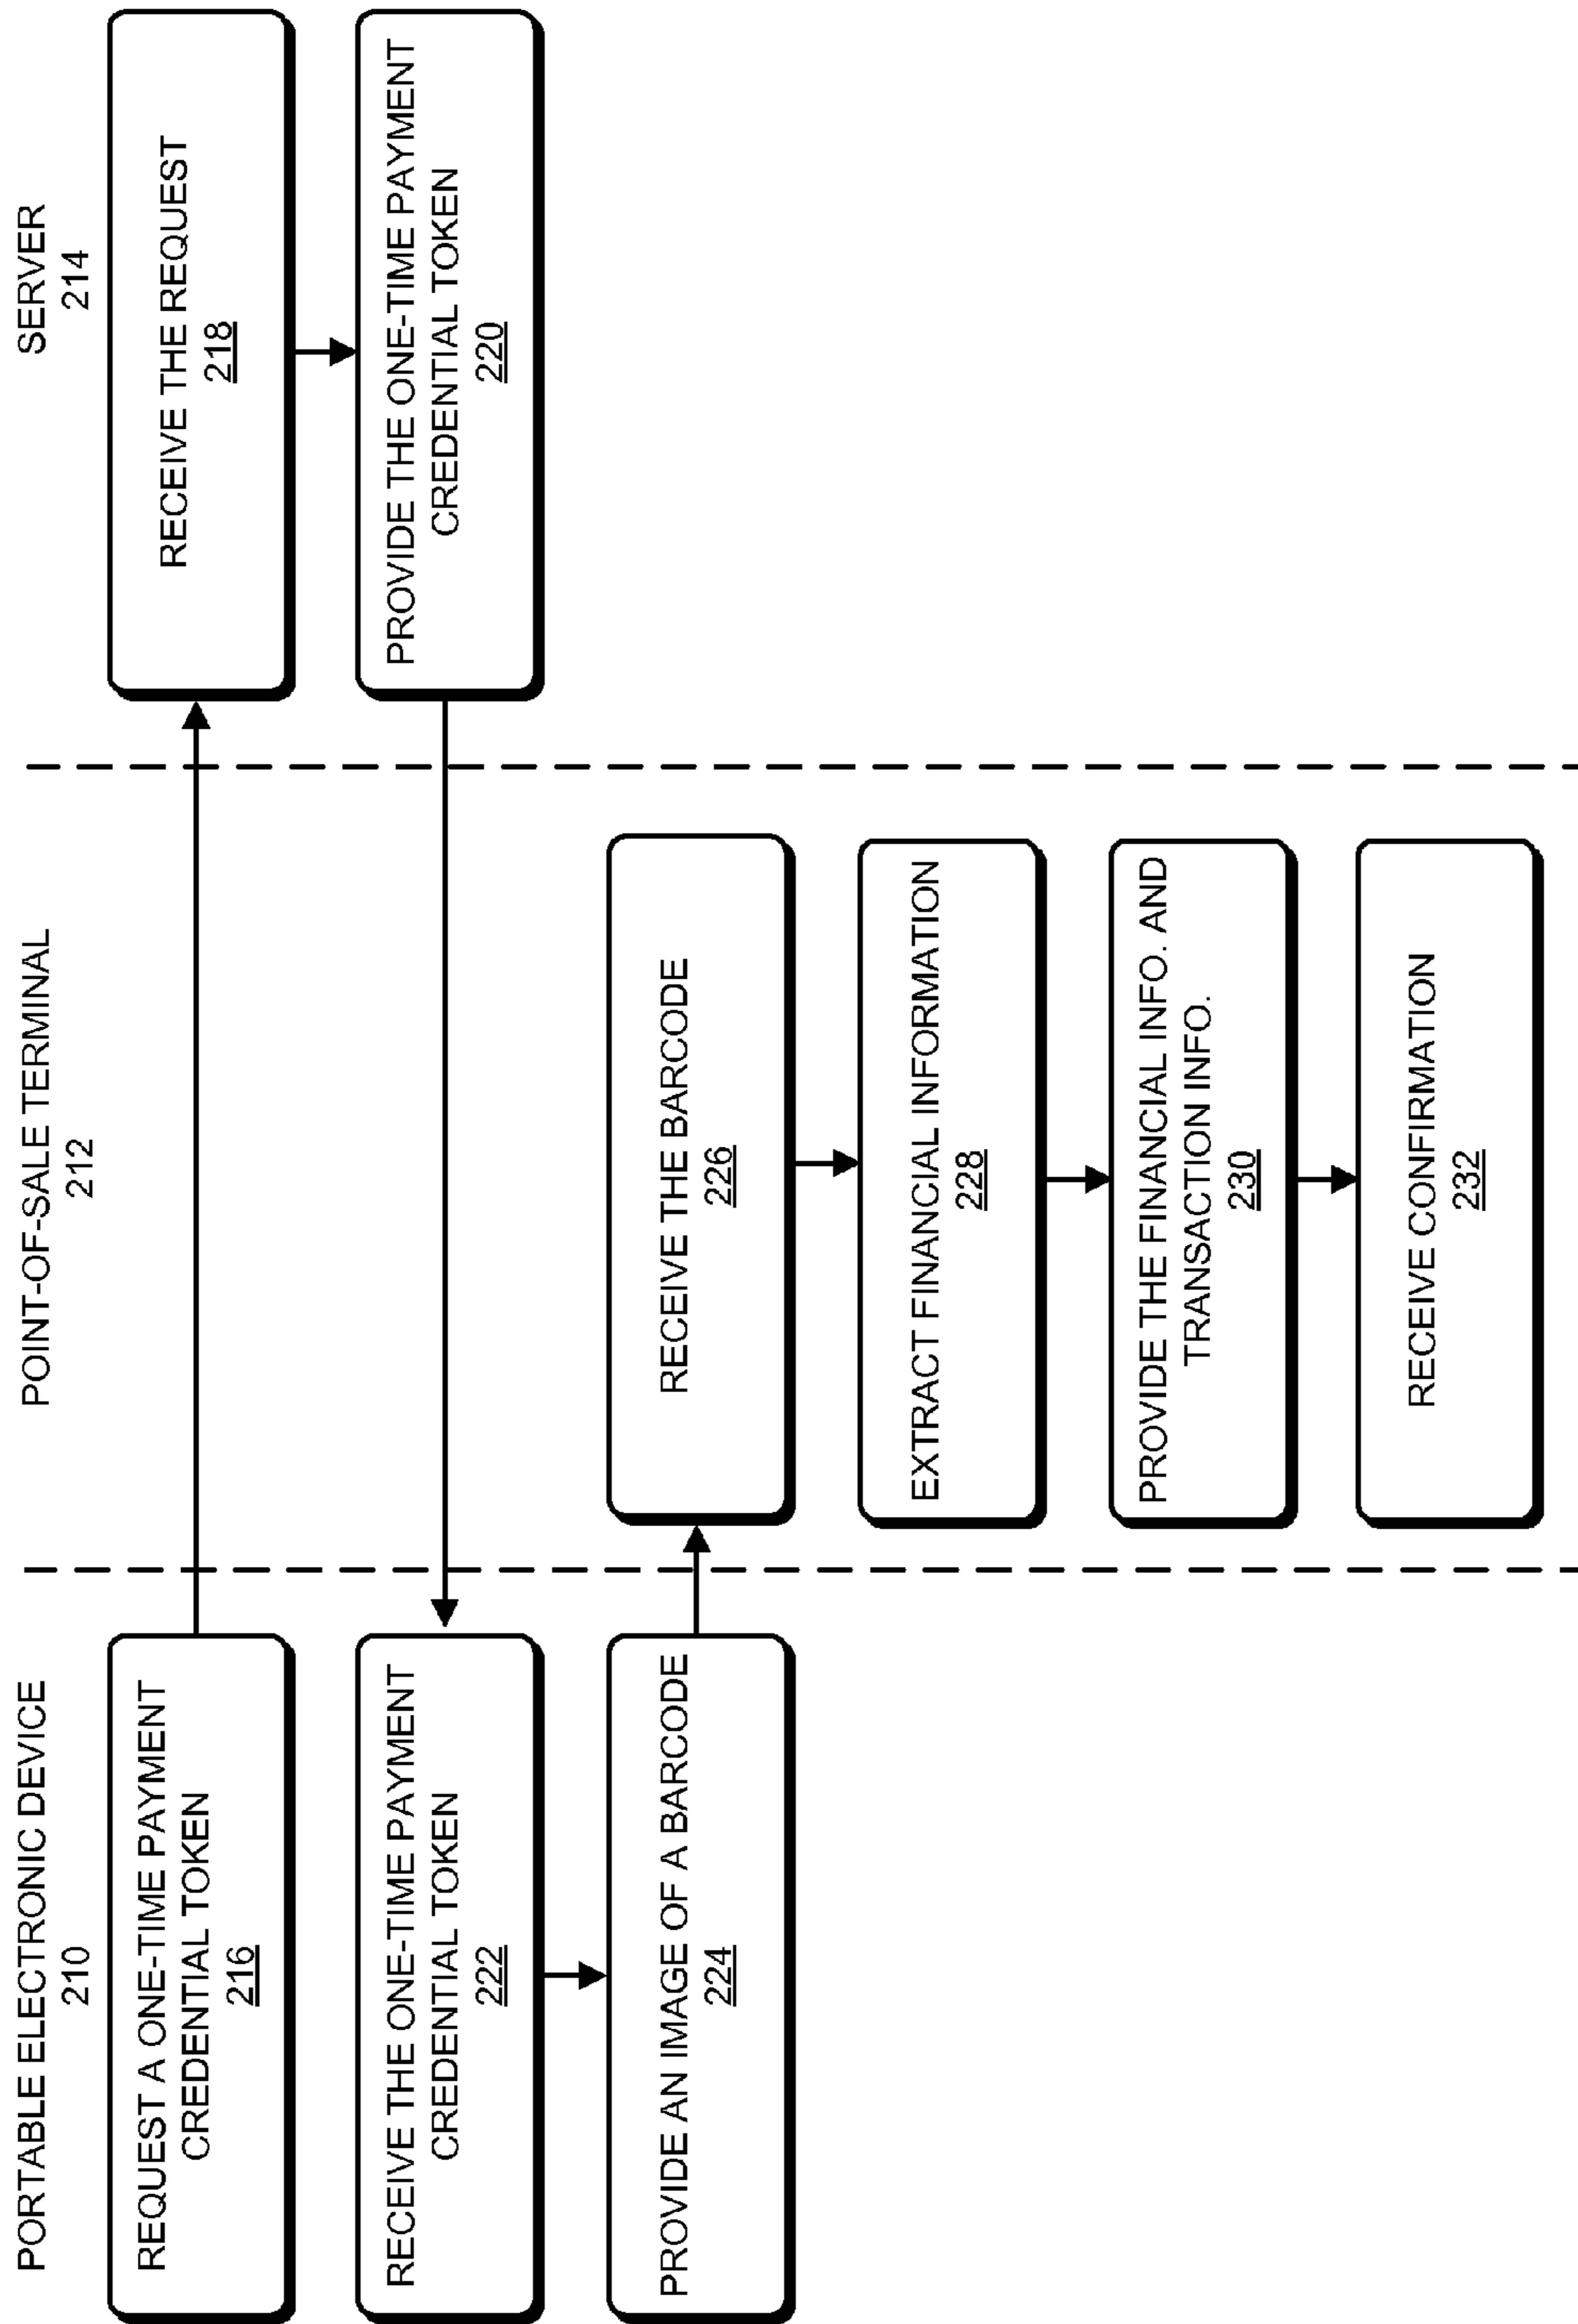 PORTABLE ELECTRONIC DEVICE
210
POINT-OF-SALE TERMINAL
212
SERVER
214
REQUEST A ONE-TIME PAYMENT
CREDENTIAL TOKEN
216
RECEIVE THE REQUEST
218
RECEIVE THE ONE-TIME PAYMENT
CREDENTIAL TOKEN
222
PROVIDE THE ONE-TIME PAYMENT
CREDENTIAL TOKEN
220
PROVIDE AN IMAGE OF A BARCODE
224
RECEIVE THE BARCODE
226
EXTRACT FINANCIAL INFORMATION
228
PROVIDE THE FINANCIAL INFO. AND
TRANSACTION INFO.
230
RECEIVE CONFIRMATION
232